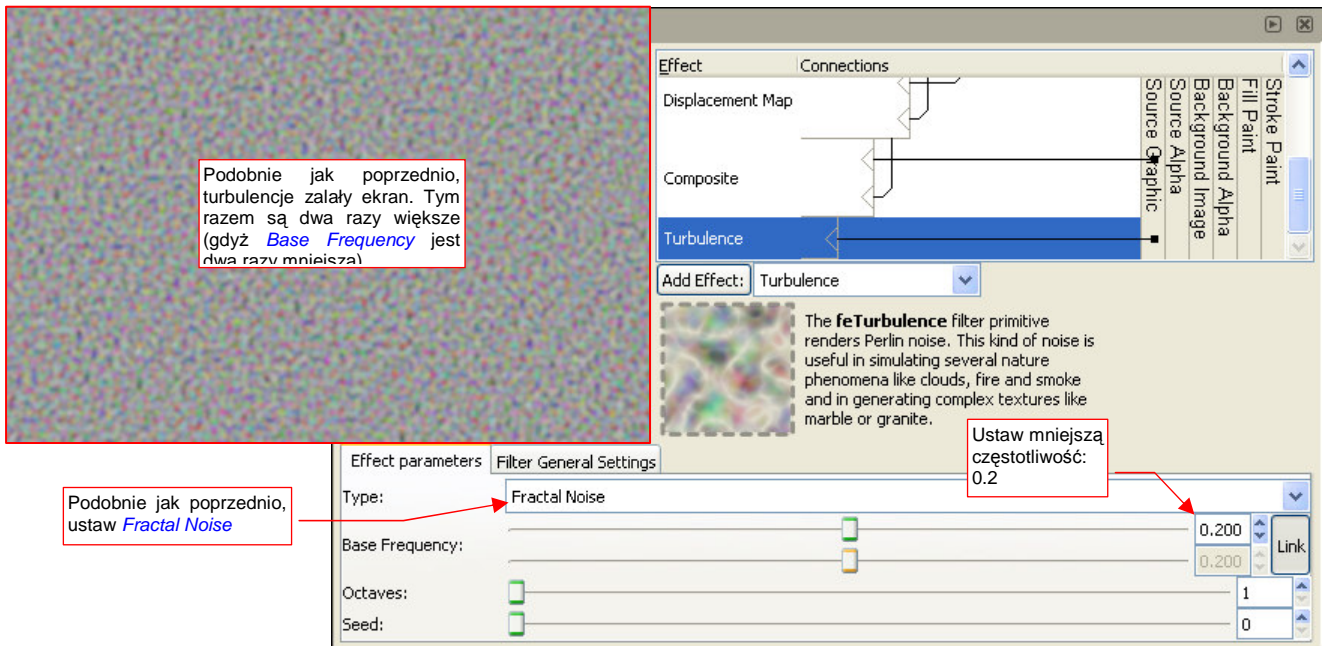 Effect Connections
Displacement Map
Composite
Turbulence
Source Graphic
Source Alpha
Background Image
Background Alpha
Fill Paint
Stroke Paint
Podobnie jak poprzednio,
turbulencje zalały ekran. Tym
razem są dwa razy większe
(gdyż Base Frequency jest
dwa razy mniejsza)
Add Effect: Turbulence
The feTurbulence filter primitive
renders Perlin noise. This kind of noise is
useful in simulating several nature
phenomena like clouds, fire and smoke
and in generating complex textures like
marble or granite.
Ustaw mniejszą
częstotliwość:
0.2
Effect parameters Filter General Settings
Podobnie jak poprzednio,
ustaw Fractal Noise
Type: Fractal Noise
Base Frequency: 0.200
0.200
Link
Octaves: 1
Seed: 0